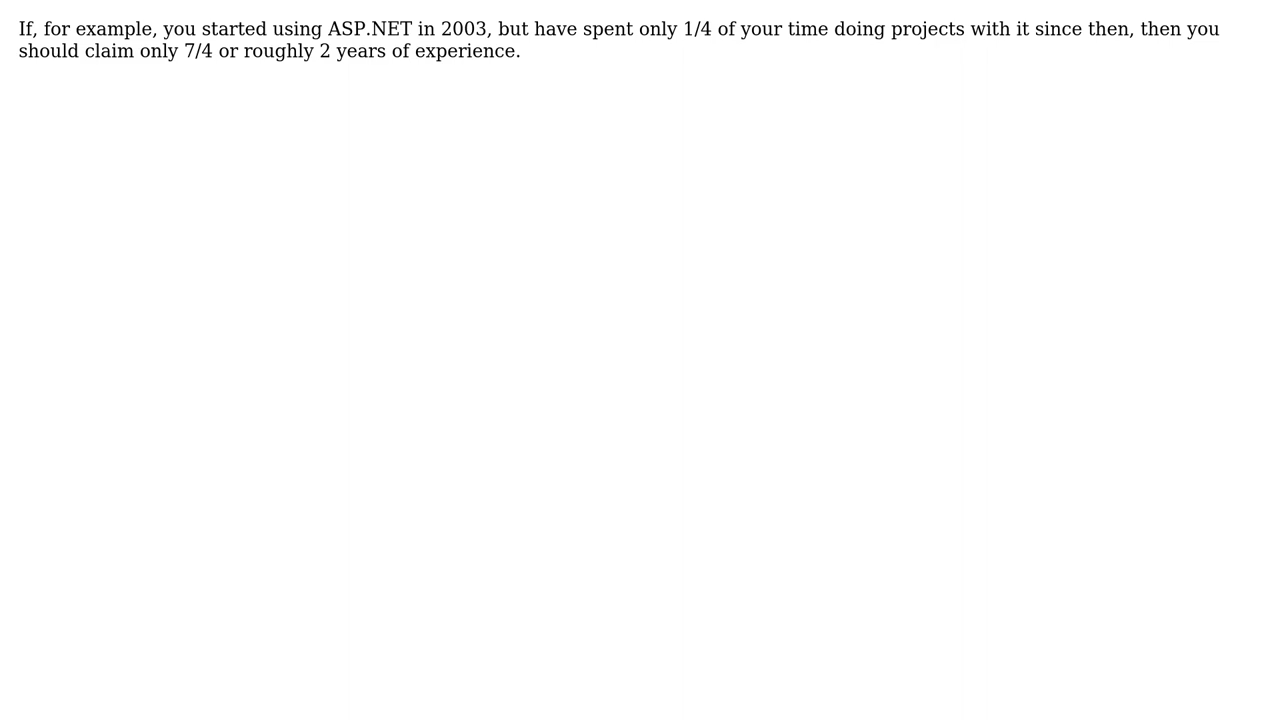 If, for example, you started using ASP.NET in 2003, but have spent only 1/4 of your time doing projects with it since then, then you
should claim only 7/4 or roughly 2 years of experience.